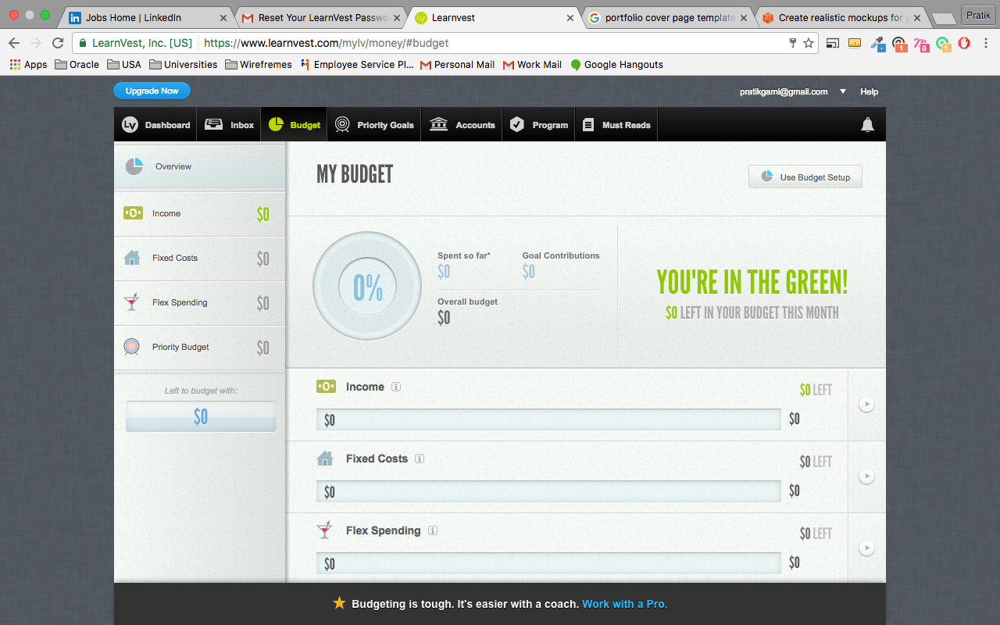 Jobs Home | LinkedIn
Reset Your LearnVest Passwo
Learnvest
portfolio cover page template
Create realistic mockups for y
Pratik
LearnVest, Inc. [US]
https://www.learnvest.com/mylv/money/#budget
1
8
1
Apps
Oracle
USA
Universities
Wirefremes
Employee Service Pl...
Personal Mail
Work Mail
Google Hangouts
Upgrade Now
pratikgami@gmail.com
Help
Lv Dashboard
Inbox
Budget
Priority Goals
Accounts
Program
Must Reads
Overview
Income $0
Fixed Costs $0
Flex Spending $0
Priority Budget $0
Left to budget with:
$0
MY BUDGET
Use Budget Setup
0%
Spent so far*
$0
Goal Contributions
$0
Overall budget
$0
YOU'RE IN THE GREEN!
$0 LEFT IN YOUR BUDGET THIS MONTH
Income
$0 LEFT
$0
$0
Fixed Costs
$0 LEFT
$0
$0
Flex Spending
$0 LEFT
$0
$0
Budgeting is tough. It's easier with a coach. Work with a Pro.